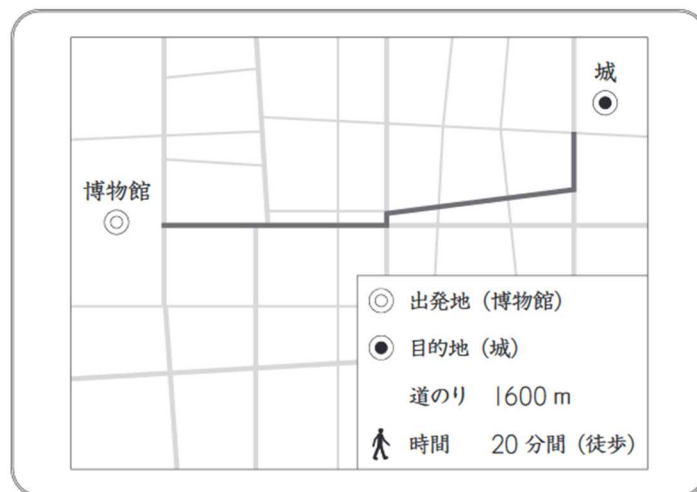 城
博物館
出発地（博物館）
目的地（城）
道のり 1600 m
時間 20 分間（徒歩）